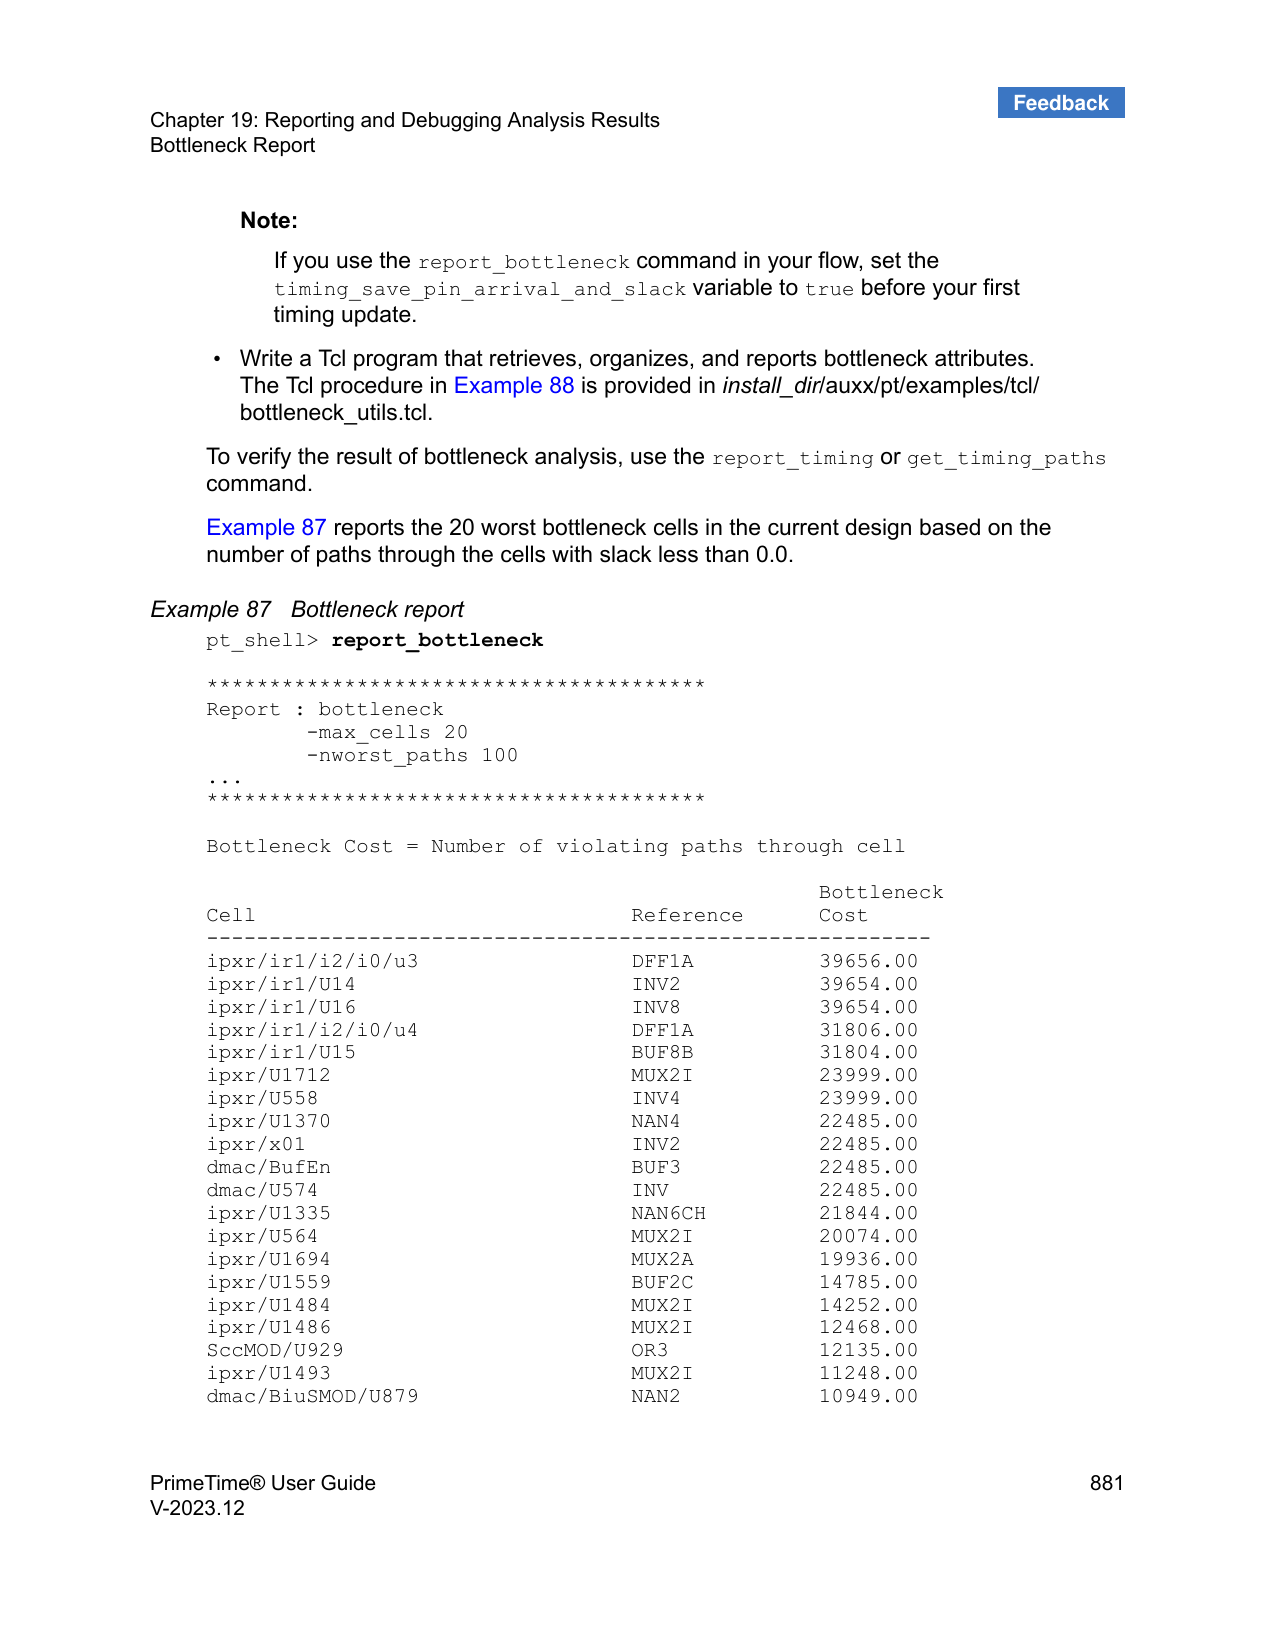 Feedback
Chapter 19: Reporting and Debugging Analysis Results
Bottleneck Report
Note:
If you use the report_bottleneck command in your flow, set the
timing_save_pin_arrival_and_slack variable to true before your first
timing update.
• Write a Tcl program that retrieves, organizes, and reports bottleneck attributes.
The Tcl procedure in Example 88 is provided in install_dir/auxx/pt/examples/tcl/
bottleneck_utils.tcl.
To verify the result of bottleneck analysis, use the report_timing or get_timing_paths
command.
Example 87 reports the 20 worst bottleneck cells in the current design based on the
number of paths through the cells with slack less than 0.0.
Example 87 Bottleneck report
pt_shell> report_bottleneck
****************************************
Report : bottleneck
-max_cells 20
-nworst_paths 100
...
****************************************
Bottleneck Cost = Number of violating paths through cell
Bottleneck
Cell Reference Cost
----------------------------------------------------------
ipxr/ir1/i2/i0/u3 DFF1A 39656.00
ipxr/ir1/U14 INV2 39654.00
ipxr/ir1/U16 INV8 39654.00
ipxr/ir1/i2/i0/u4 DFF1A 31806.00
ipxr/ir1/U15 BUF8B 31804.00
ipxr/U1712 MUX2I 23999.00
ipxr/U558 INV4 23999.00
ipxr/U1370 NAN4 22485.00
ipxr/x01 INV2 22485.00
dmac/BufEn BUF3 22485.00
dmac/U574 INV 22485.00
ipxr/U1335 NAN6CH 21844.00
ipxr/U564 MUX2I 20074.00
ipxr/U1694 MUX2A 19936.00
ipxr/U1559 BUF2C 14785.00
ipxr/U1484 MUX2I 14252.00
ipxr/U1486 MUX2I 12468.00
SccMOD/U929 OR3 12135.00
ipxr/U1493 MUX2I 11248.00
dmac/BiuSMOD/U879 NAN2 10949.00
PrimeTime® User Guide 881
V-2023.12